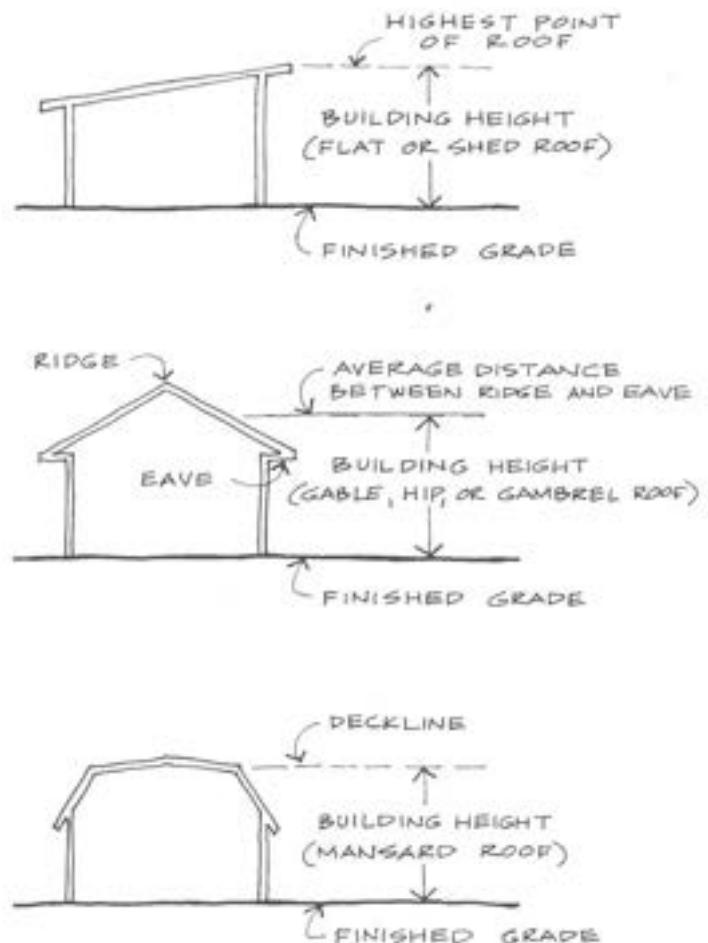 HIGHEST POINT
OF ROOF
BUILDING HEIGHT
(FLAT OR SHED ROOF)
FINISHED GRADE
RIDGE
AVERAGE DISTANCE
BETWEEN RIDGE AND EAVE
EAVE
BUILDING HEIGHT
(GABLE, HIP, OR GAMBREL ROOF)
FINISHED GRADE
DECKLINE
BUILDING HEIGHT
(MANSARD ROOF)
FINISHED GRADE